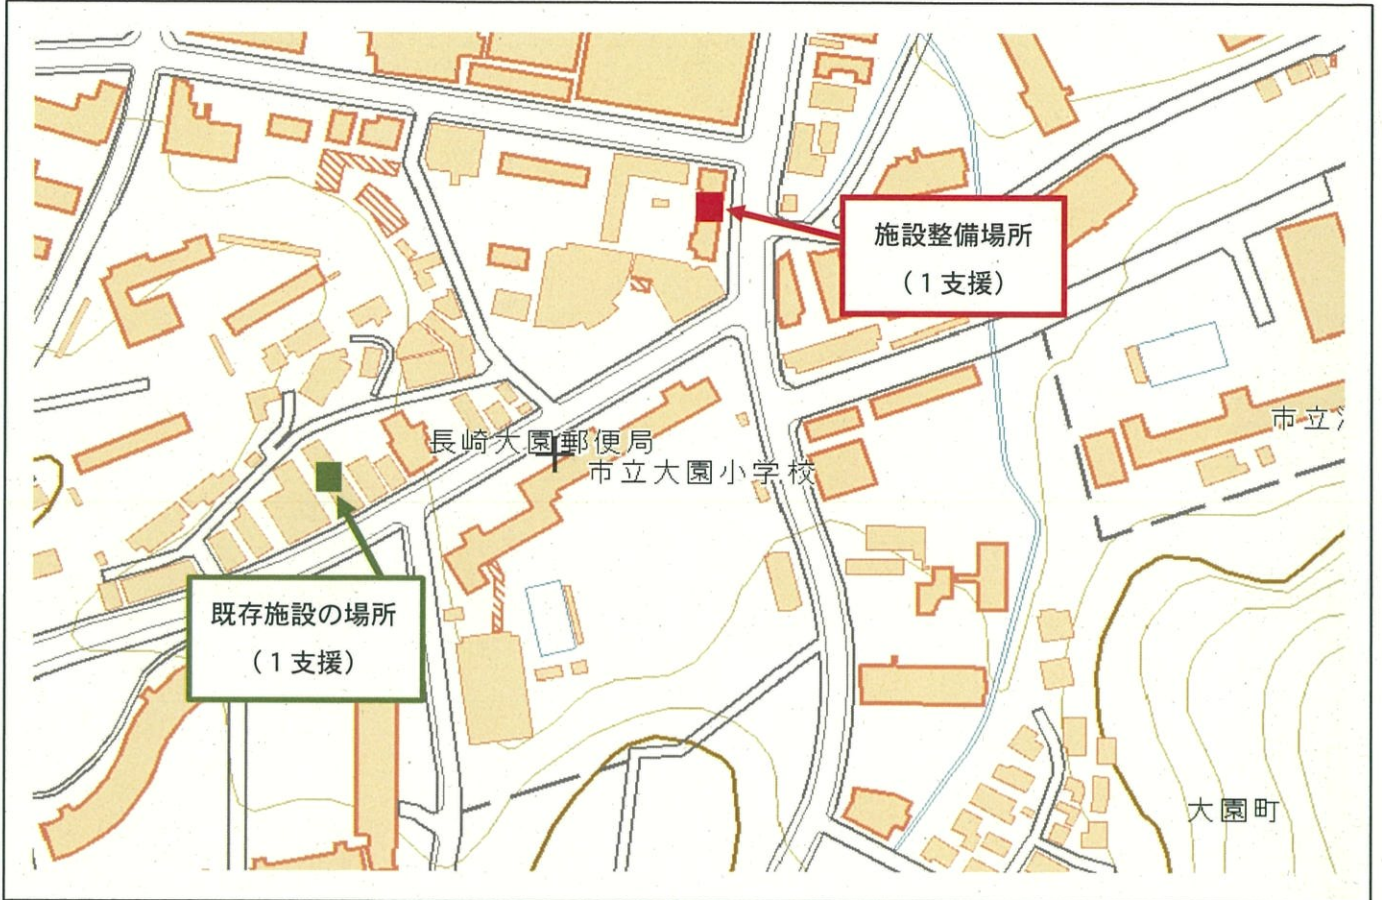 施設整備場所
（１支援）
市立
長崎大園郵便局
市立大園小学校
既存施設の場所
（１支援）
大園町